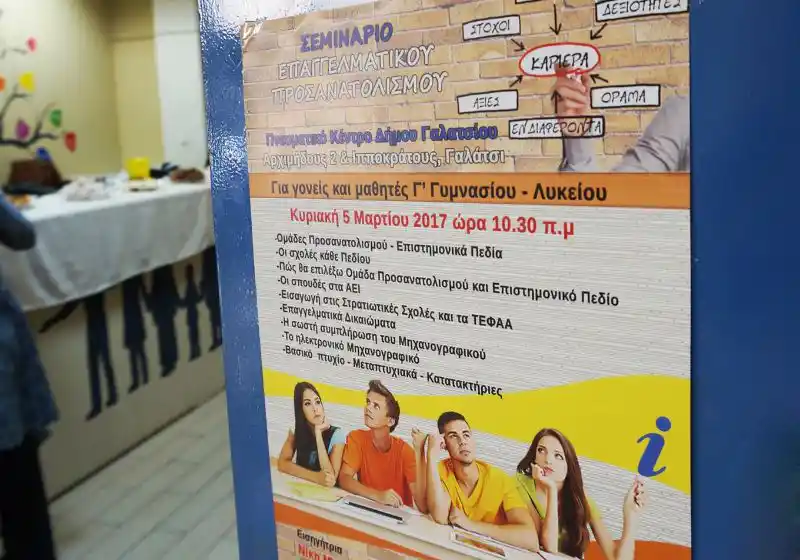 ΣΕΜΙΝΑΡΙΟ
ΕΠΑΓΓΕΛΜΑΤΙΚΟΥ
ΠΡΟΣΑΝΑΤΟΛΙΣΜΟΥ
ΣΤΟΧΟΙ
ΔΕΞΙΟΤΗΤΕΣ
ΚΑΡΙΕΡΑ
ΑΞΙΕΣ
ΟΡΑΜΑ
ΕΝΔΙΑΦΕΡΟΝΤΑ
Πνευματικό Κέντρο Δήμου Γαλατσίου
Αρχιμήδους 2 & Ιπποκράτους, Γαλάτσι
Για γονείς και μαθητές Γ' Γυμνασίου - Λυκείου
Κυριακή 5 Μαρτίου 2017 ώρα 10.30 π.μ
-Ομάδες Προσανατολισμού - Επιστημονικά Πεδία
-Οι σχολές κάθε Πεδίου
-Πώς θα επιλέξω Ομάδα Προσανατολισμού και Επιστημονικό Πεδίο
-Οι σπουδές στα ΑΕΙ
-Εισαγωγή στις Στρατιωτικές Σχολές και τα ΤΕΦΑΑ
-Επαγγελματικά Δικαιώματα
-Η σωστή συμπλήρωση του Μηχανογραφικού
-Το ηλεκτρονικό Μηχανογραφικό
-Βασικό πτυχίο - Μεταπτυχιακά - Κατατακτήριες
i
Εισηγήτρια
Νίκη